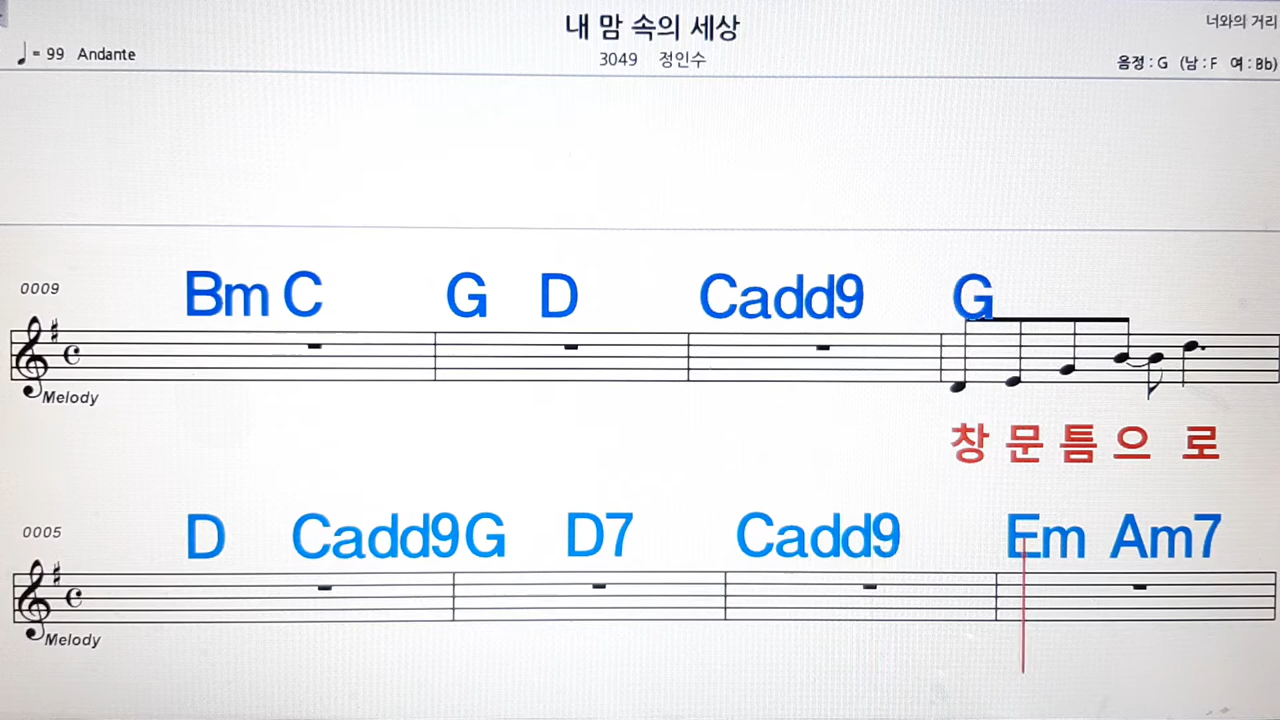 내 맘 속의 세상
너와의 거리
♩= 99 Andante
3049 정인수
음정 : G (남 : F 여 : Bb)
0009
Bm C G D Cadd9 G
Melody
창 문 틈 으 로
0005
D Cadd9 G D7 Cadd9 Em Am7
Melody